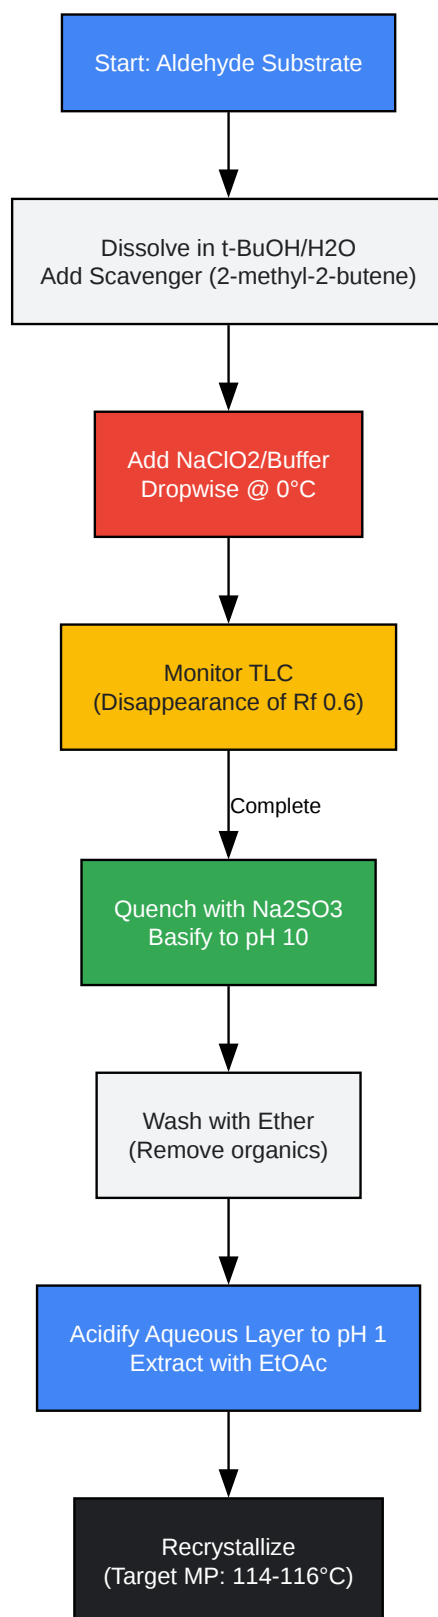 Start: Aldehyde Substrate
Dissolve in t-BuOH/H2O
Add Scavenger (2-methyl-2-butene)
Add NaClO2/Buffer
Dropwise @ 0°C
Monitor TLC
(Disappearance of Rf 0.6)
Complete
Quench with Na2SO3
Basify to pH 10
Wash with Ether
(Remove organics)
Acidify Aqueous Layer to pH 1
Extract with EtOAc
Recrystallize
(Target MP: 114-116°C)